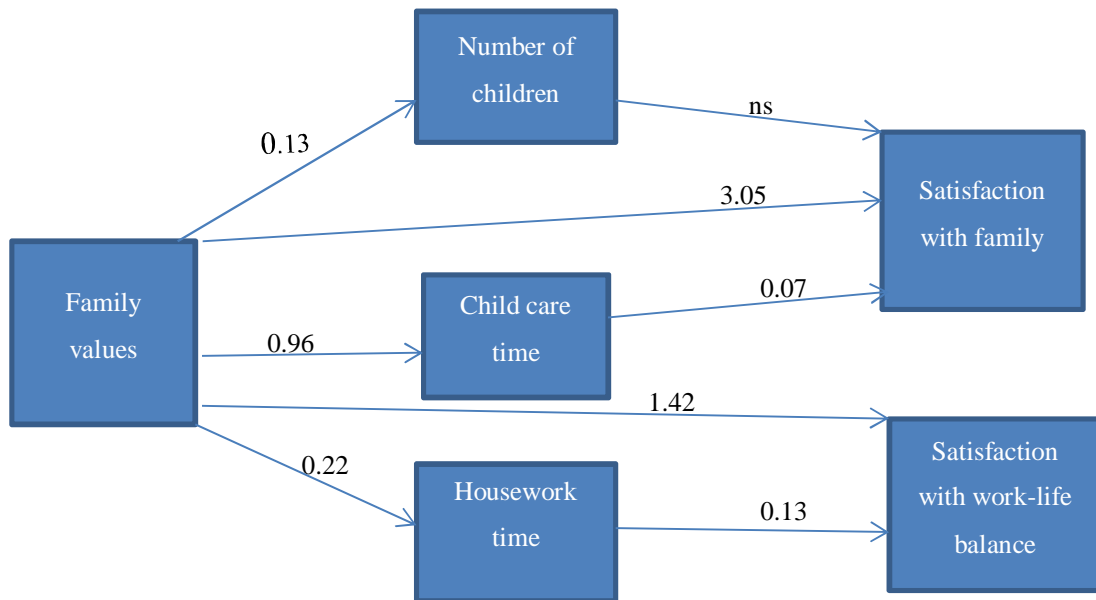 Number of
children
ns
0.13
3.05
Satisfaction
with family
Family
values
0.96
Child care
time
0.07
1.42
0.22
Housework
time
0.13
Satisfaction
with work-life
balance